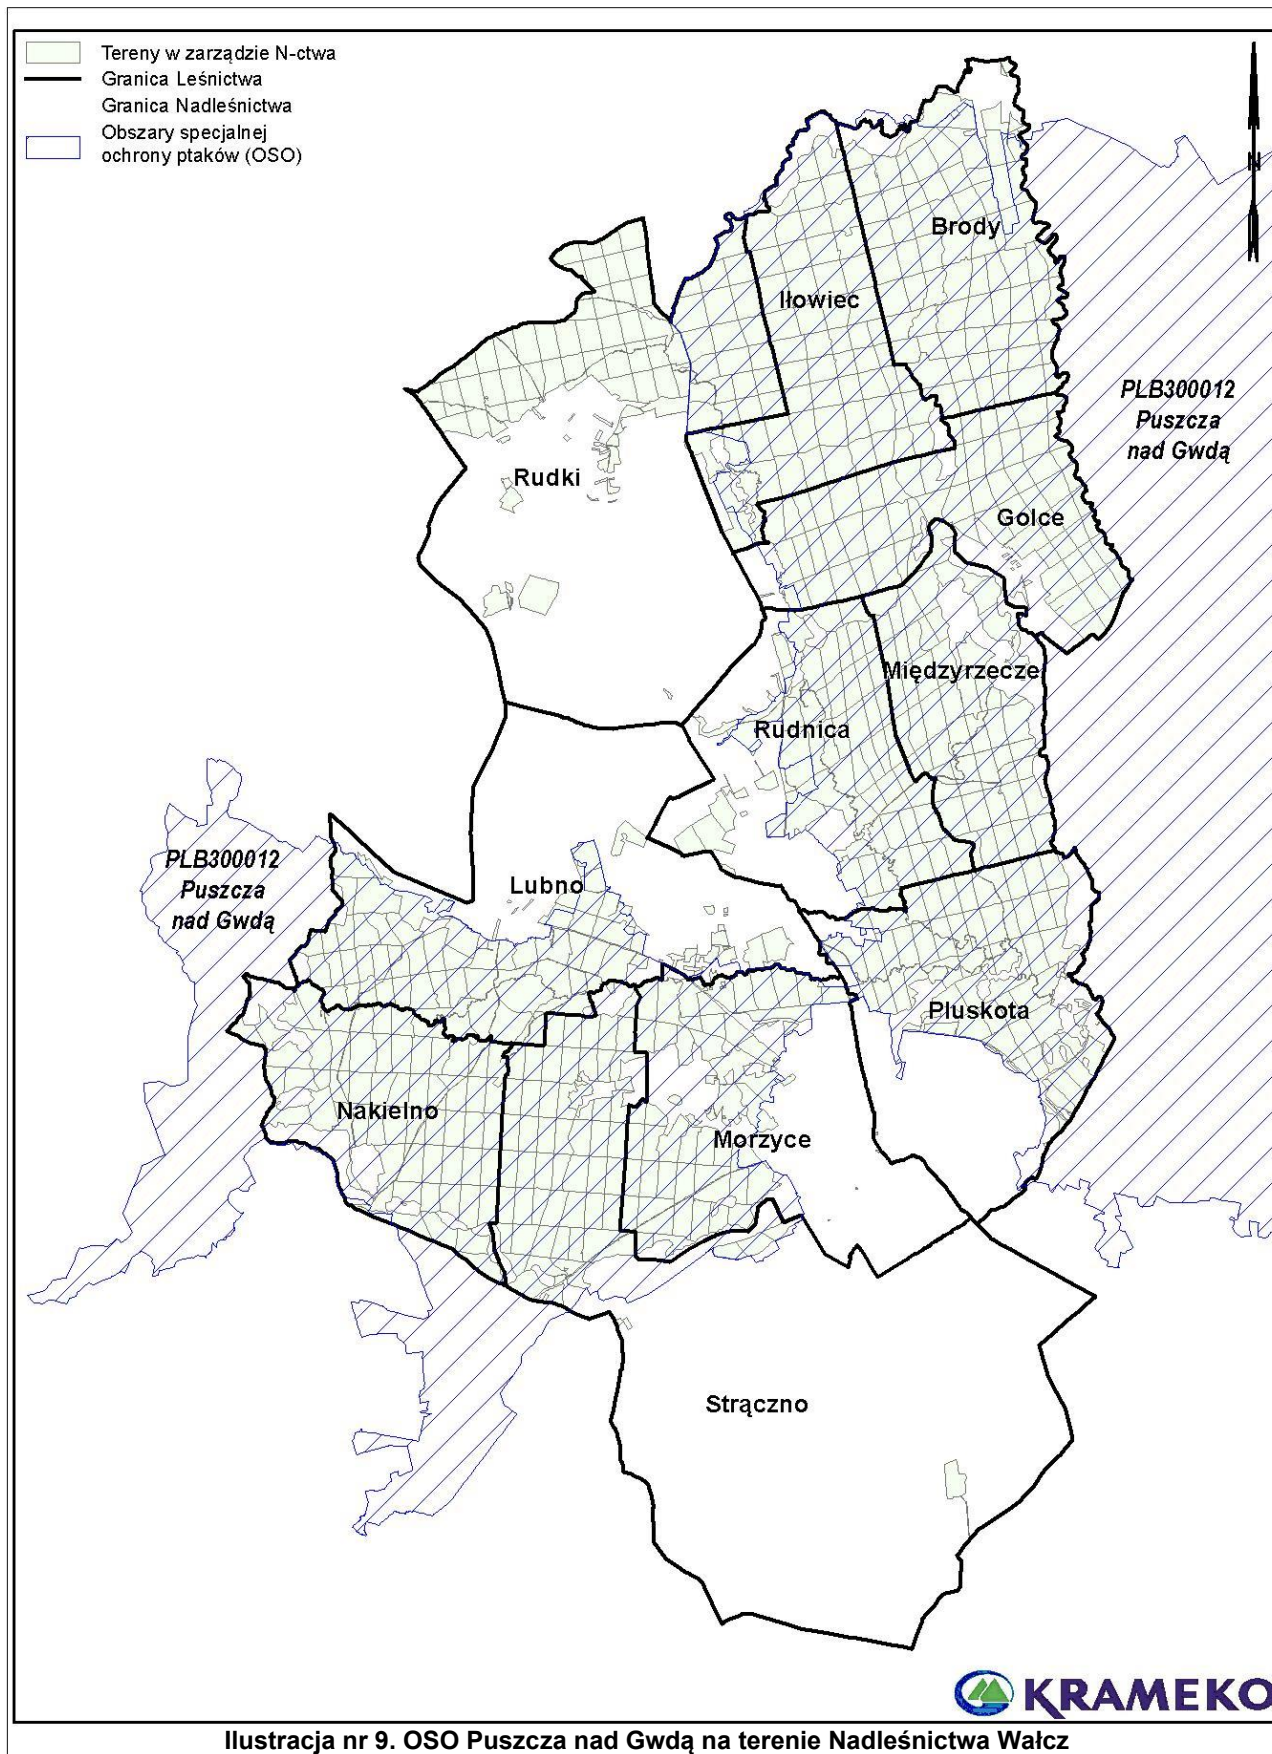 Tereny w zarządzie N-ctwa
Granica Leśnictwa
Granica Nadleśnictwa
Obszary specjalnej
ochrony ptaków (OSO)
N
Brody
Iłowiec
PLB300012
Puszcza
nad Gwdą
Rudki
Golce
Międzyrzecze
Rudnica
PLB300012
Puszcza
nad Gwdą
Lubno
Pluskota
Nakielno
Morzyce
Strączno
KRAMEKO
Ilustracja nr 9. OSO Puszcza nad Gwdą na terenie Nadleśnictwa Wałcz